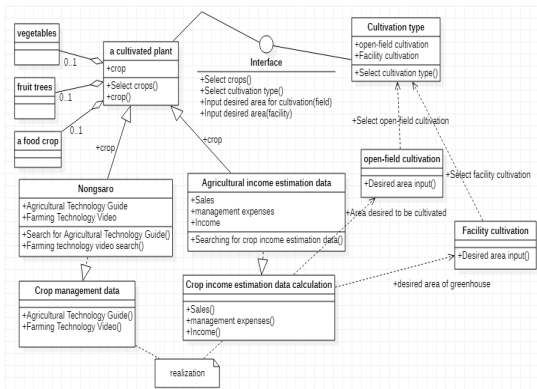 vegetables
0..1
fruit trees
0..1
a food crop
0..1
a cultivated plant
+crop
+Select crops()
+crop()
Interface
+Select crops()
+Select cultivation type()
+Input desired area for cultivation(field)
+Input desired area(facility)
Cultivation type
+open-field cultivation
+Facility cultivation
+Select cultivation type()
+Select open-field cultivation
+crop
+crop
open-field cultivation
+Desired area input()
+Select facility cultivation
Nongsaro
+Agricultural Technology Guide
+Farming Technology Video
+Search for Agricultural Technology Guide()
+Farming technology video search()
Agricultural income estimation data
+Sales
+management expenses
+Income
+Searching for crop income estimation data()
+Area desired to be cultivated
Facility cultivation
+Desired area input()
Crop management data
+Agricultural Technology Guide()
+Farming Technology Video()
Crop income estimation data calculation
+Sales()
+management expenses()
+Income()
+desired area of greenhouse
realization